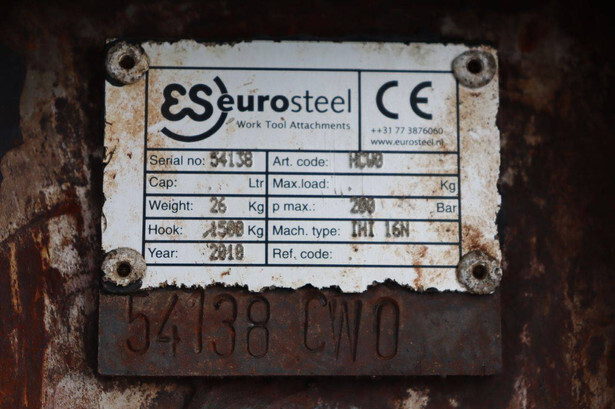 ES eurosteel
Work Tool Attachments
CE
++31 77 3876060
www.eurosteel.nl
Serial no: 54138 Art. code: HCW0
Cap: Ltr Max.load: Kg
Weight: 26 Kg p max.: 200 Bar
Hook: 1500 Kg Mach. type: IHI 16N
Year: 2010 Ref. code:
54138 CW0